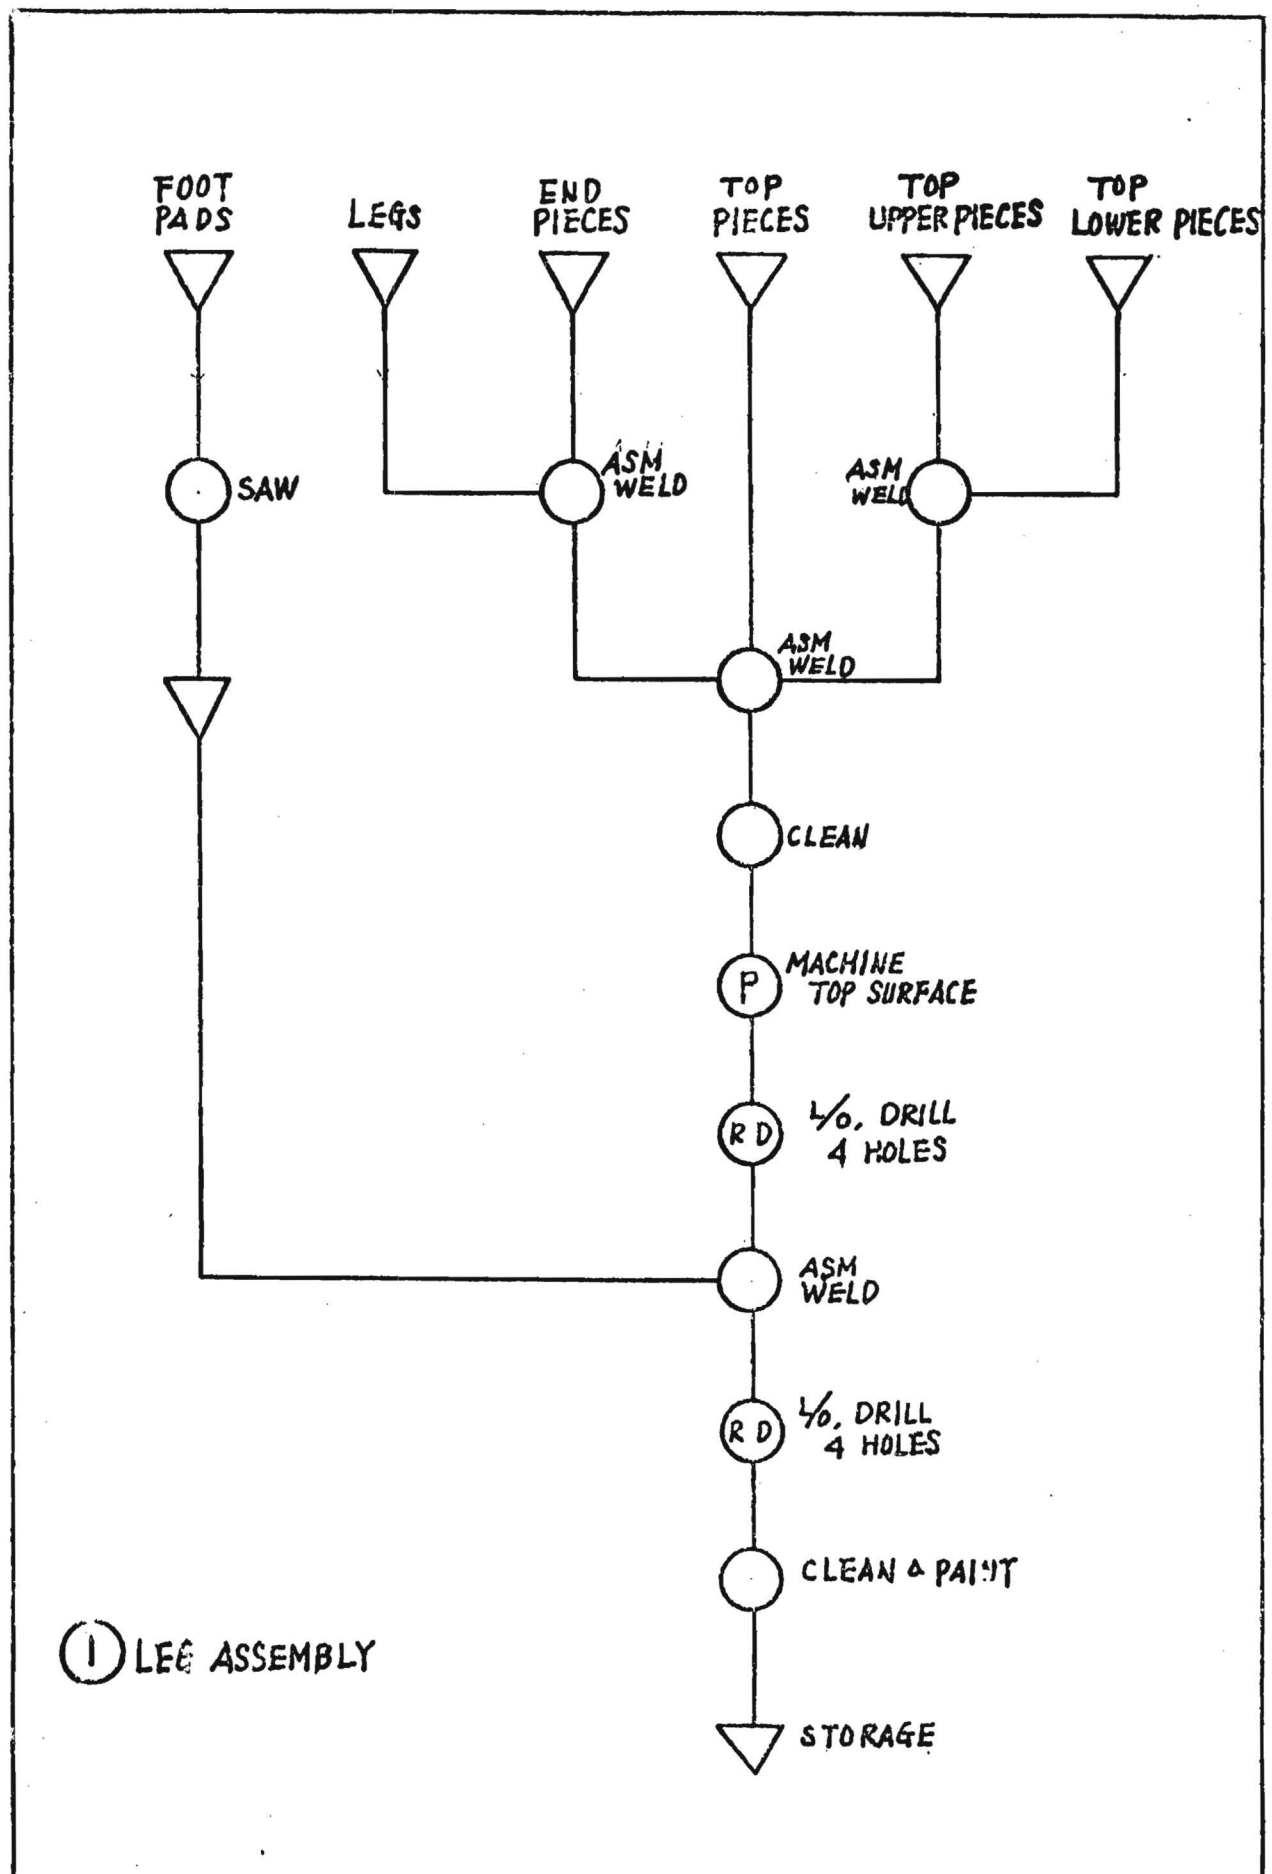 FOOT
PADS
LEGS
END
PIECES
TOP
PIECES
TOP
UPPER PIECES
TOP
LOWER PIECES
SAW
ASM
WELD
ASM
WELD
ASM
WELD
CLEAN
P
MACHINE
TOP SURFACE
R D
L/O, DRILL
4 HOLES
ASM
WELD
R D
L/O, DRILL
4 HOLES
CLEAN & PAINT
1 LEG ASSEMBLY
STORAGE